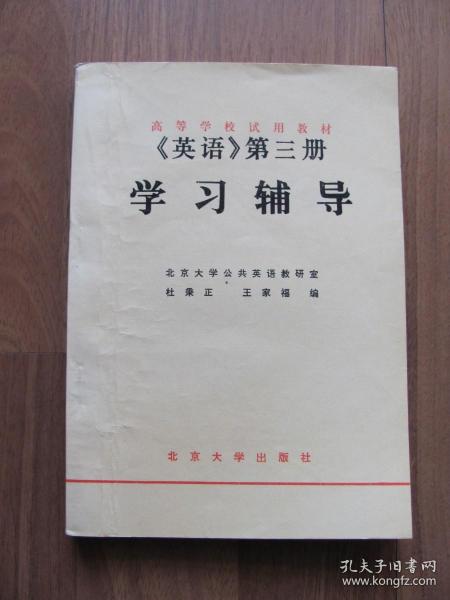 高等学校试用教材
《英语》第三册
学习辅导
北京大学公共英语教研室
杜秉正 王家福 编
北京大学出版社
孔夫子旧书网
www.kongfz.com